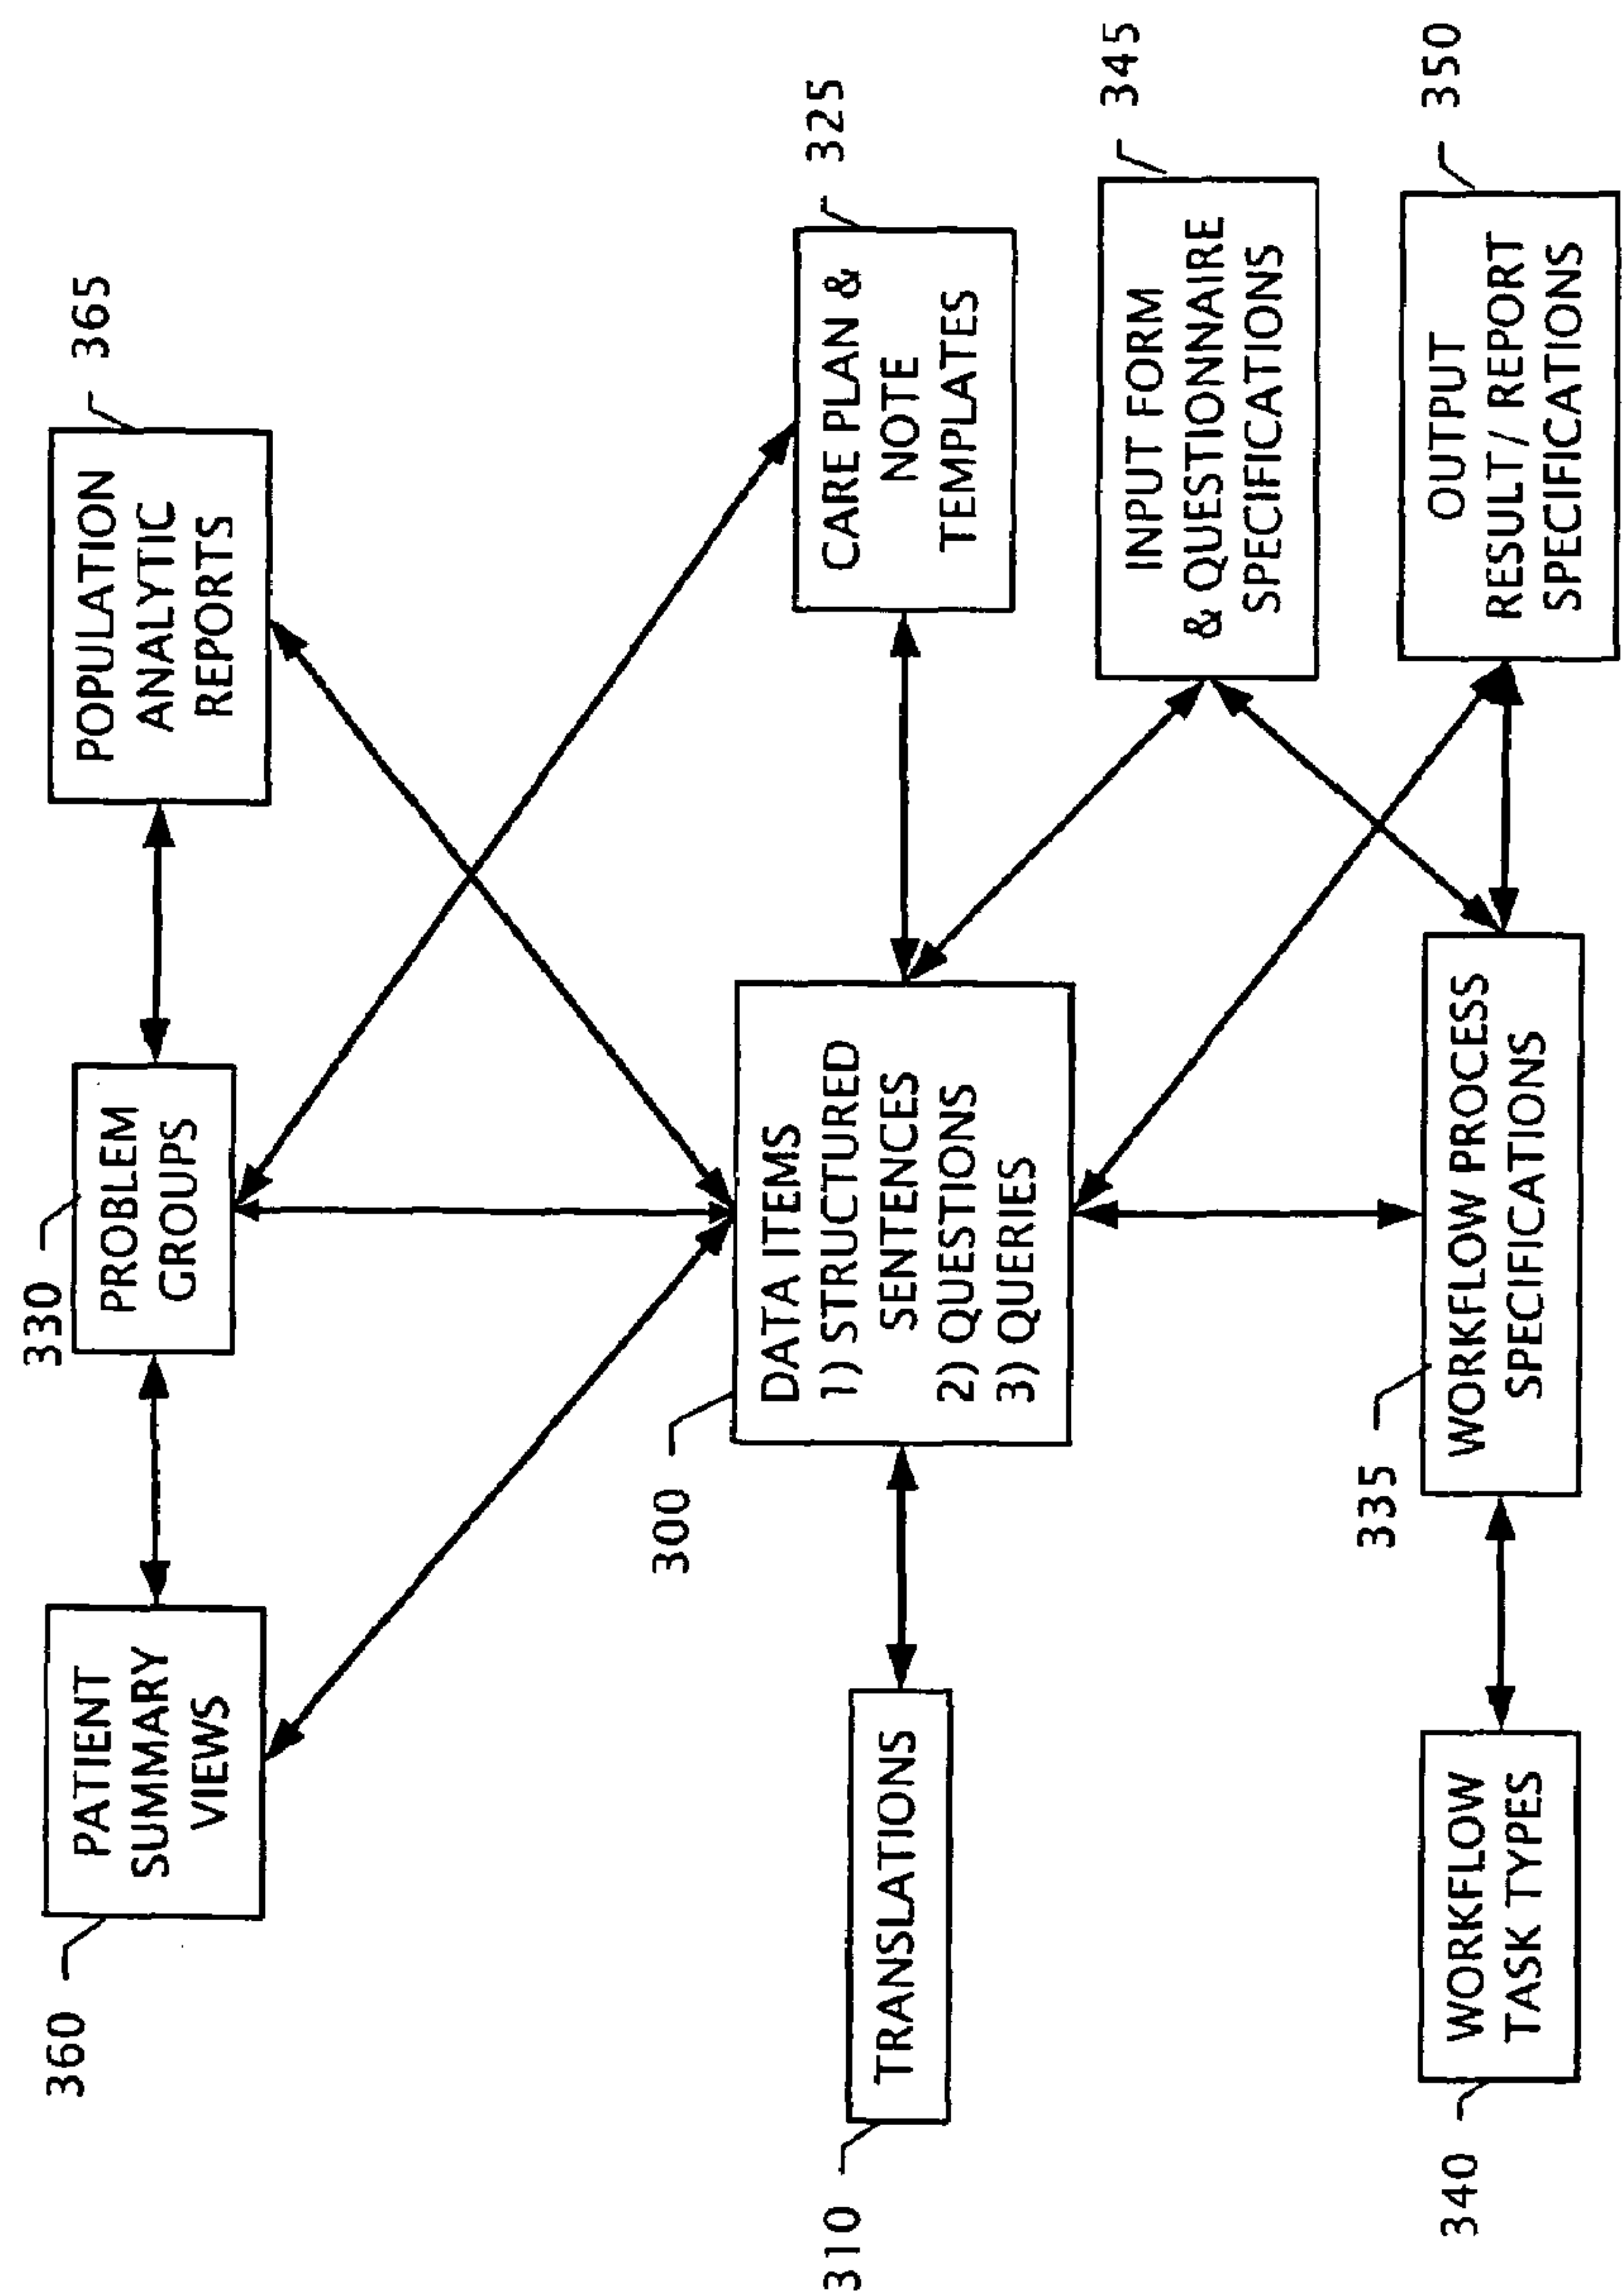 360
PATIENT
SUMMARY
VIEWS
330
PROBLEM
GROUPS
365
POPULATION
ANALYTIC
REPORTS
310
TRANSLATIONS
300
DATA ITEMS
1) STRUCTURED
SENTENCES
2) QUESTIONS
3) QUERIES
325
CARE PLAN &
NOTE
TEMPLATES
345
INPUT FORM
& QUESTIONNAIRE
SPECIFICATIONS
340
WORKFLOW
TASK TYPES
335
WORKFLOW PROCESS
SPECIFICATIONS
350
OUTPUT
RESULT / REPORT
SPECIFICATIONS